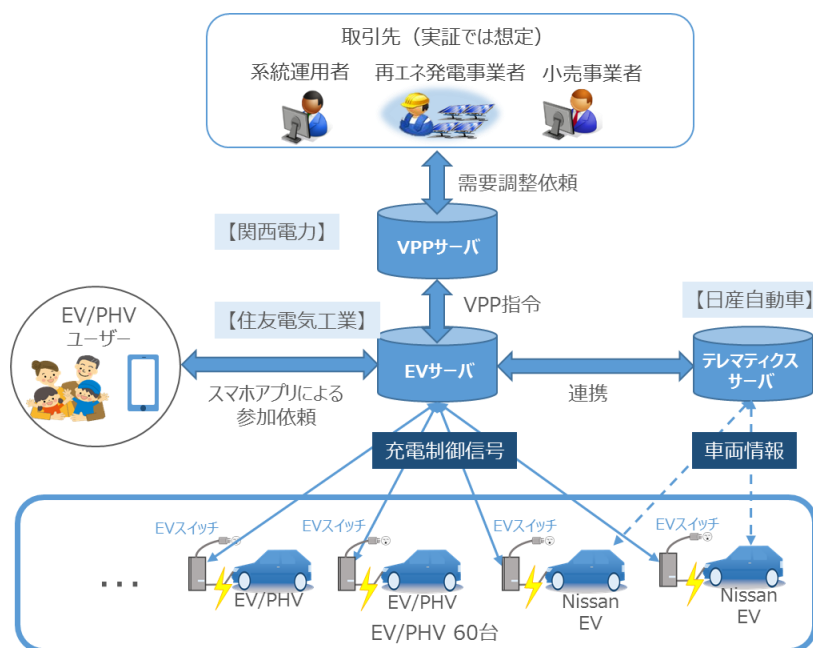 取引先（実証では想定）
系統運用者
再エネ発電事業者
小売事業者
需要調整依頼
【関西電力】
VPPサーバ
VPP指令
【住友電気工業】
【日産自動車】
EV/PHV
ユーザー
EVサーバ
テレマティクス
サーバ
スマホアプリによる
参加依頼
連携
充電制御信号
車両情報
EVスイッチ
EVスイッチ
EVスイッチ
EVスイッチ
…
EV/PHV
EV/PHV
Nissan
EV
Nissan
EV
EV/PHV 60台